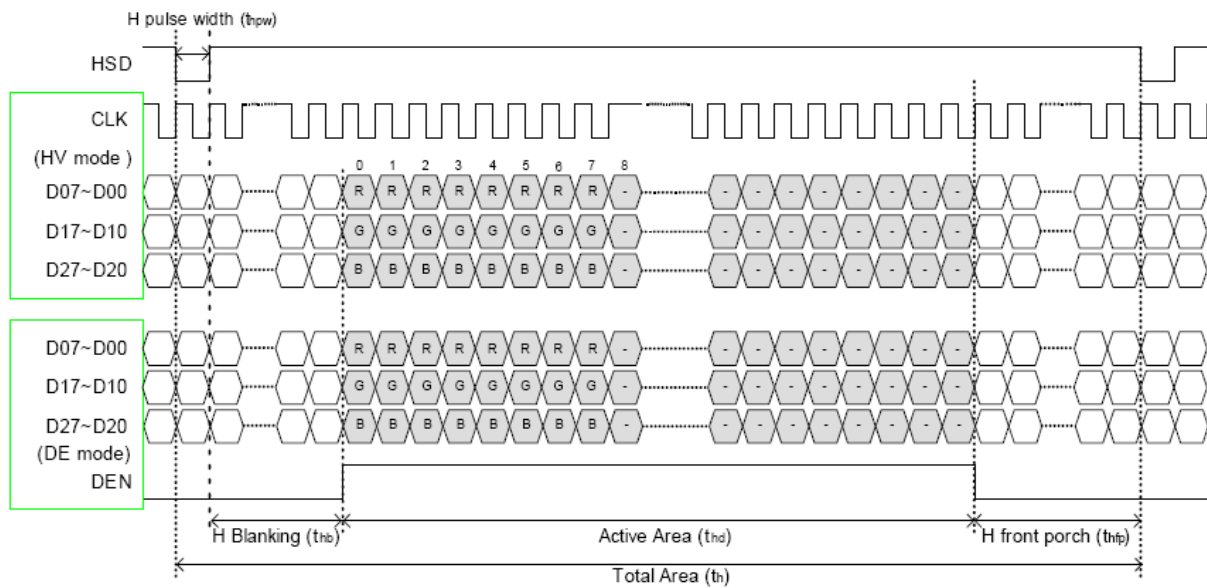 H pulse width (thpw)
HSD
CLK
(HV mode )
0 1 2 3 4 5 6 7 8
D07~D00 R R R R R R R R - - - - - - - - -
D17~D10 G G G G G G G G - - - - - - - - -
D27~D20 B B B B B B B B - - - - - - - - -
D07~D00 R R R R R R R R - - - - - - - - -
D17~D10 G G G G G G G G - - - - - - - - -
D27~D20 B B B B B B B B - - - - - - - - -
(DE mode)
DEN
H Blanking (thb) Active Area (thd) H front porch (thfp)
Total Area (th)